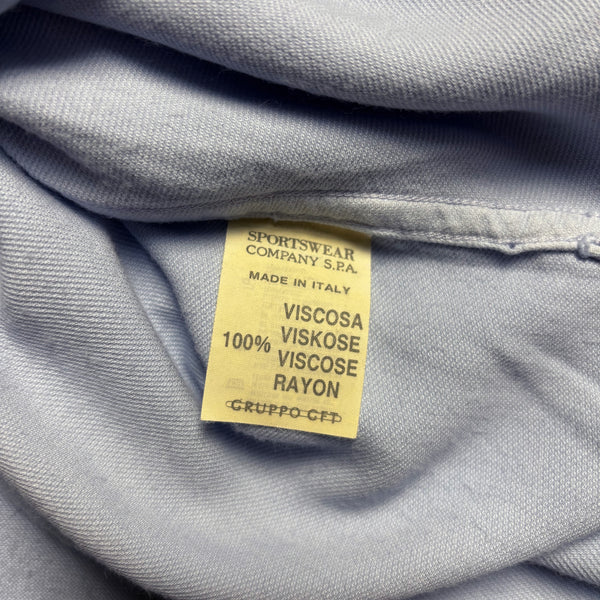 SPORTSWEAR
COMPANY S.P.A.
MADE IN ITALY
VISCOSA
100% VISKOSE
VISCOSE
RAYON
GRUPPO CFT